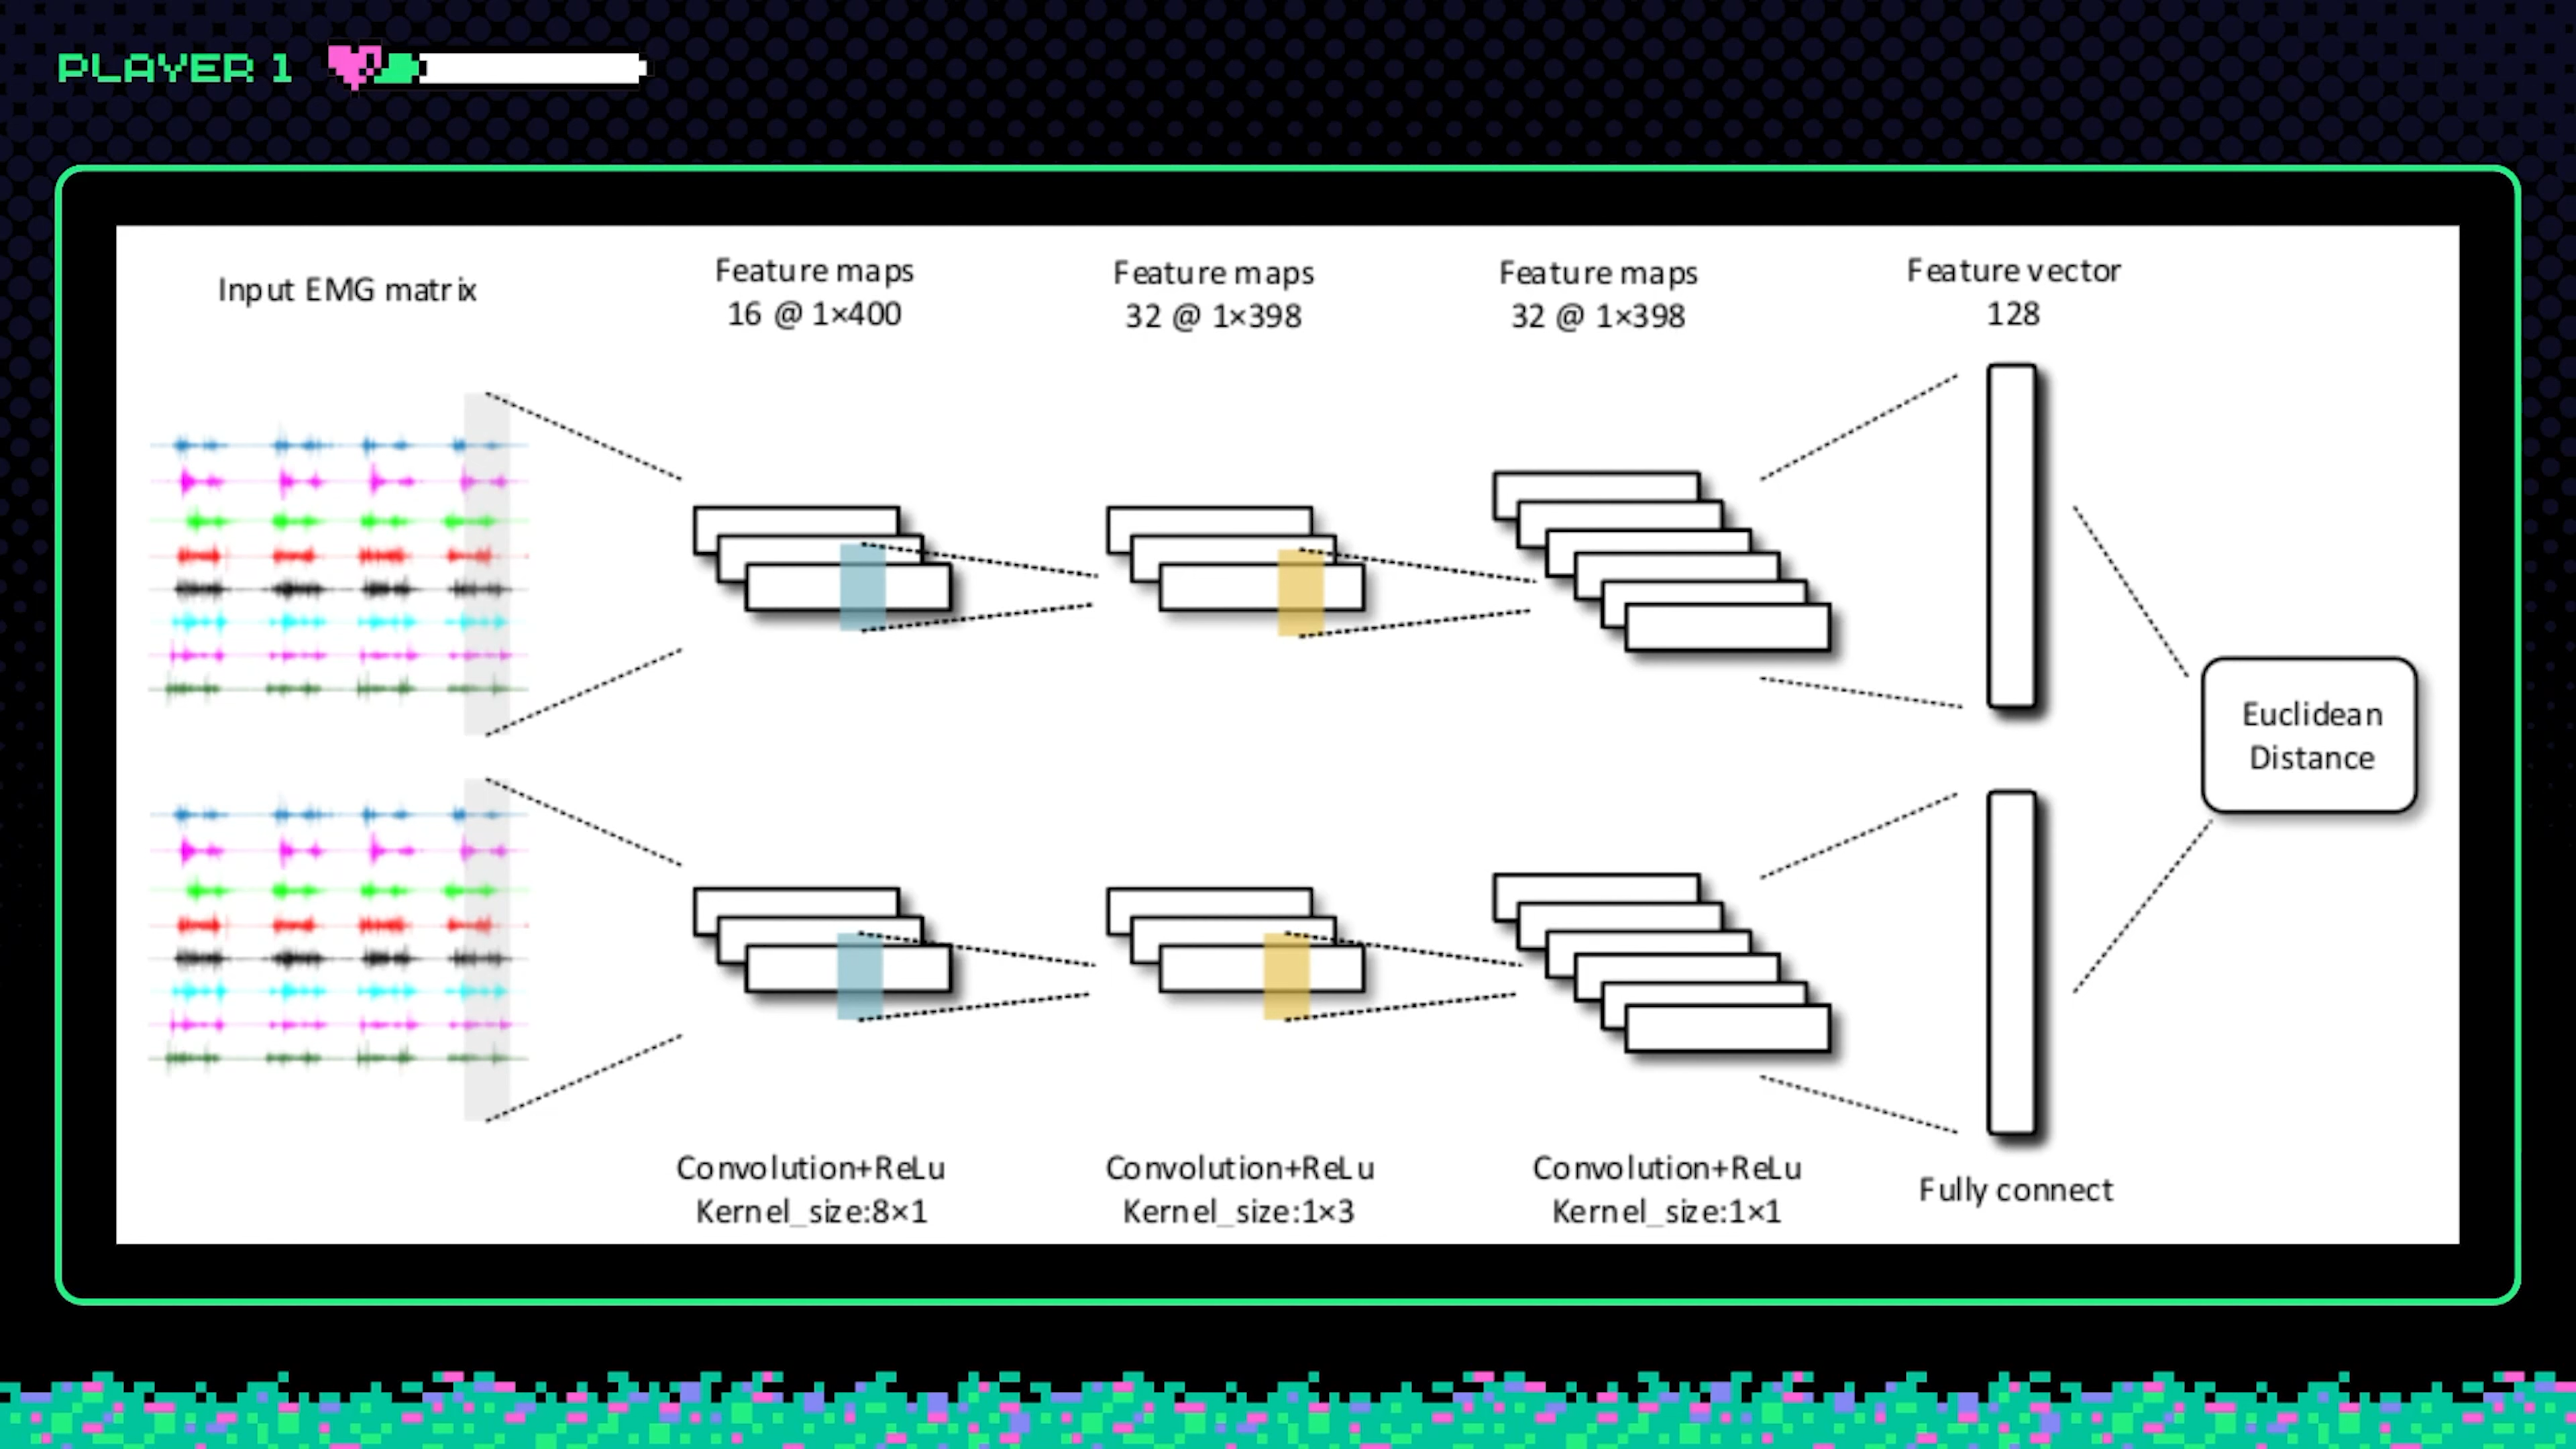 PLAYER 1
Input EMG matrix
Feature maps
16 @ 1×400
Feature maps
32 @ 1×398
Feature maps
32 @ 1×398
Feature vector
128
Euclidean
Distance
Convolution+ReLu
Kernel_size:8×1
Convolution+ReLu
Kernel_size:1×3
Convolution+ReLu
Kernel_size:1×1
Fully connect